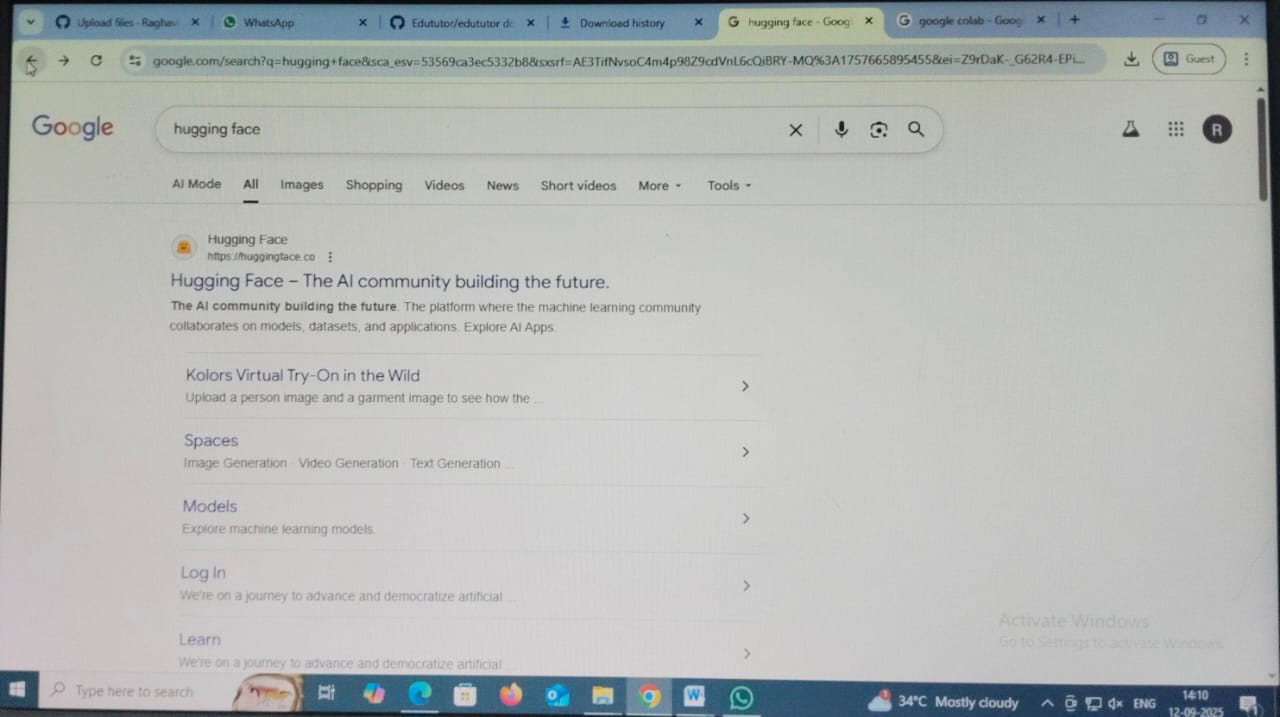 Upload files · Raghav
WhatsApp
Edututor/edututor do
Download history
hugging face - Googl
google colab - Goog
google.com/search?q=hugging+face&sca_esv=53569ca3ec5332b8&sxsrf=AE3TifNvsoC4m4p98Z9cdVnL6cQiBRY-MQ%3A1757665895455&ei=Z9rDaK-_G62R4-EPi...
Guest
Google
hugging face
R
AI Mode All Images Shopping Videos News Short videos More Tools
Hugging Face
https://huggingface.co
Hugging Face – The AI community building the future.
The AI community building the future. The platform where the machine learning community
collaborates on models, datasets, and applications. Explore AI Apps.
Kolors Virtual Try-On in the Wild
Upload a person image and a garment image to see how the ...
Spaces
Image Generation · Video Generation · Text Generation ...
Models
Explore machine learning models.
Log In
We're on a journey to advance and democratize artificial ...
Learn
We're on a journey to advance and democratize artificial ...
Activate Windows
Go to Settings to activate Windows.
Type here to search
34°C Mostly cloudy
ENG
14:10
12-09-2025
1